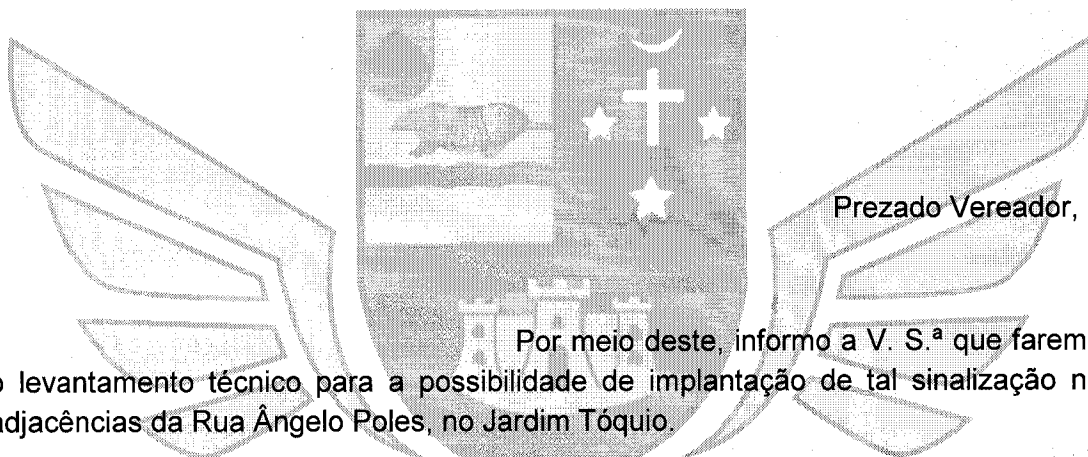 Prezado Vereador,
Por meio deste, informo a V. S.ª que farem
o levantamento técnico para a possibilidade de implantação de tal sinalização n
adjacências da Rua Ângelo Poles, no Jardim Tóquio.